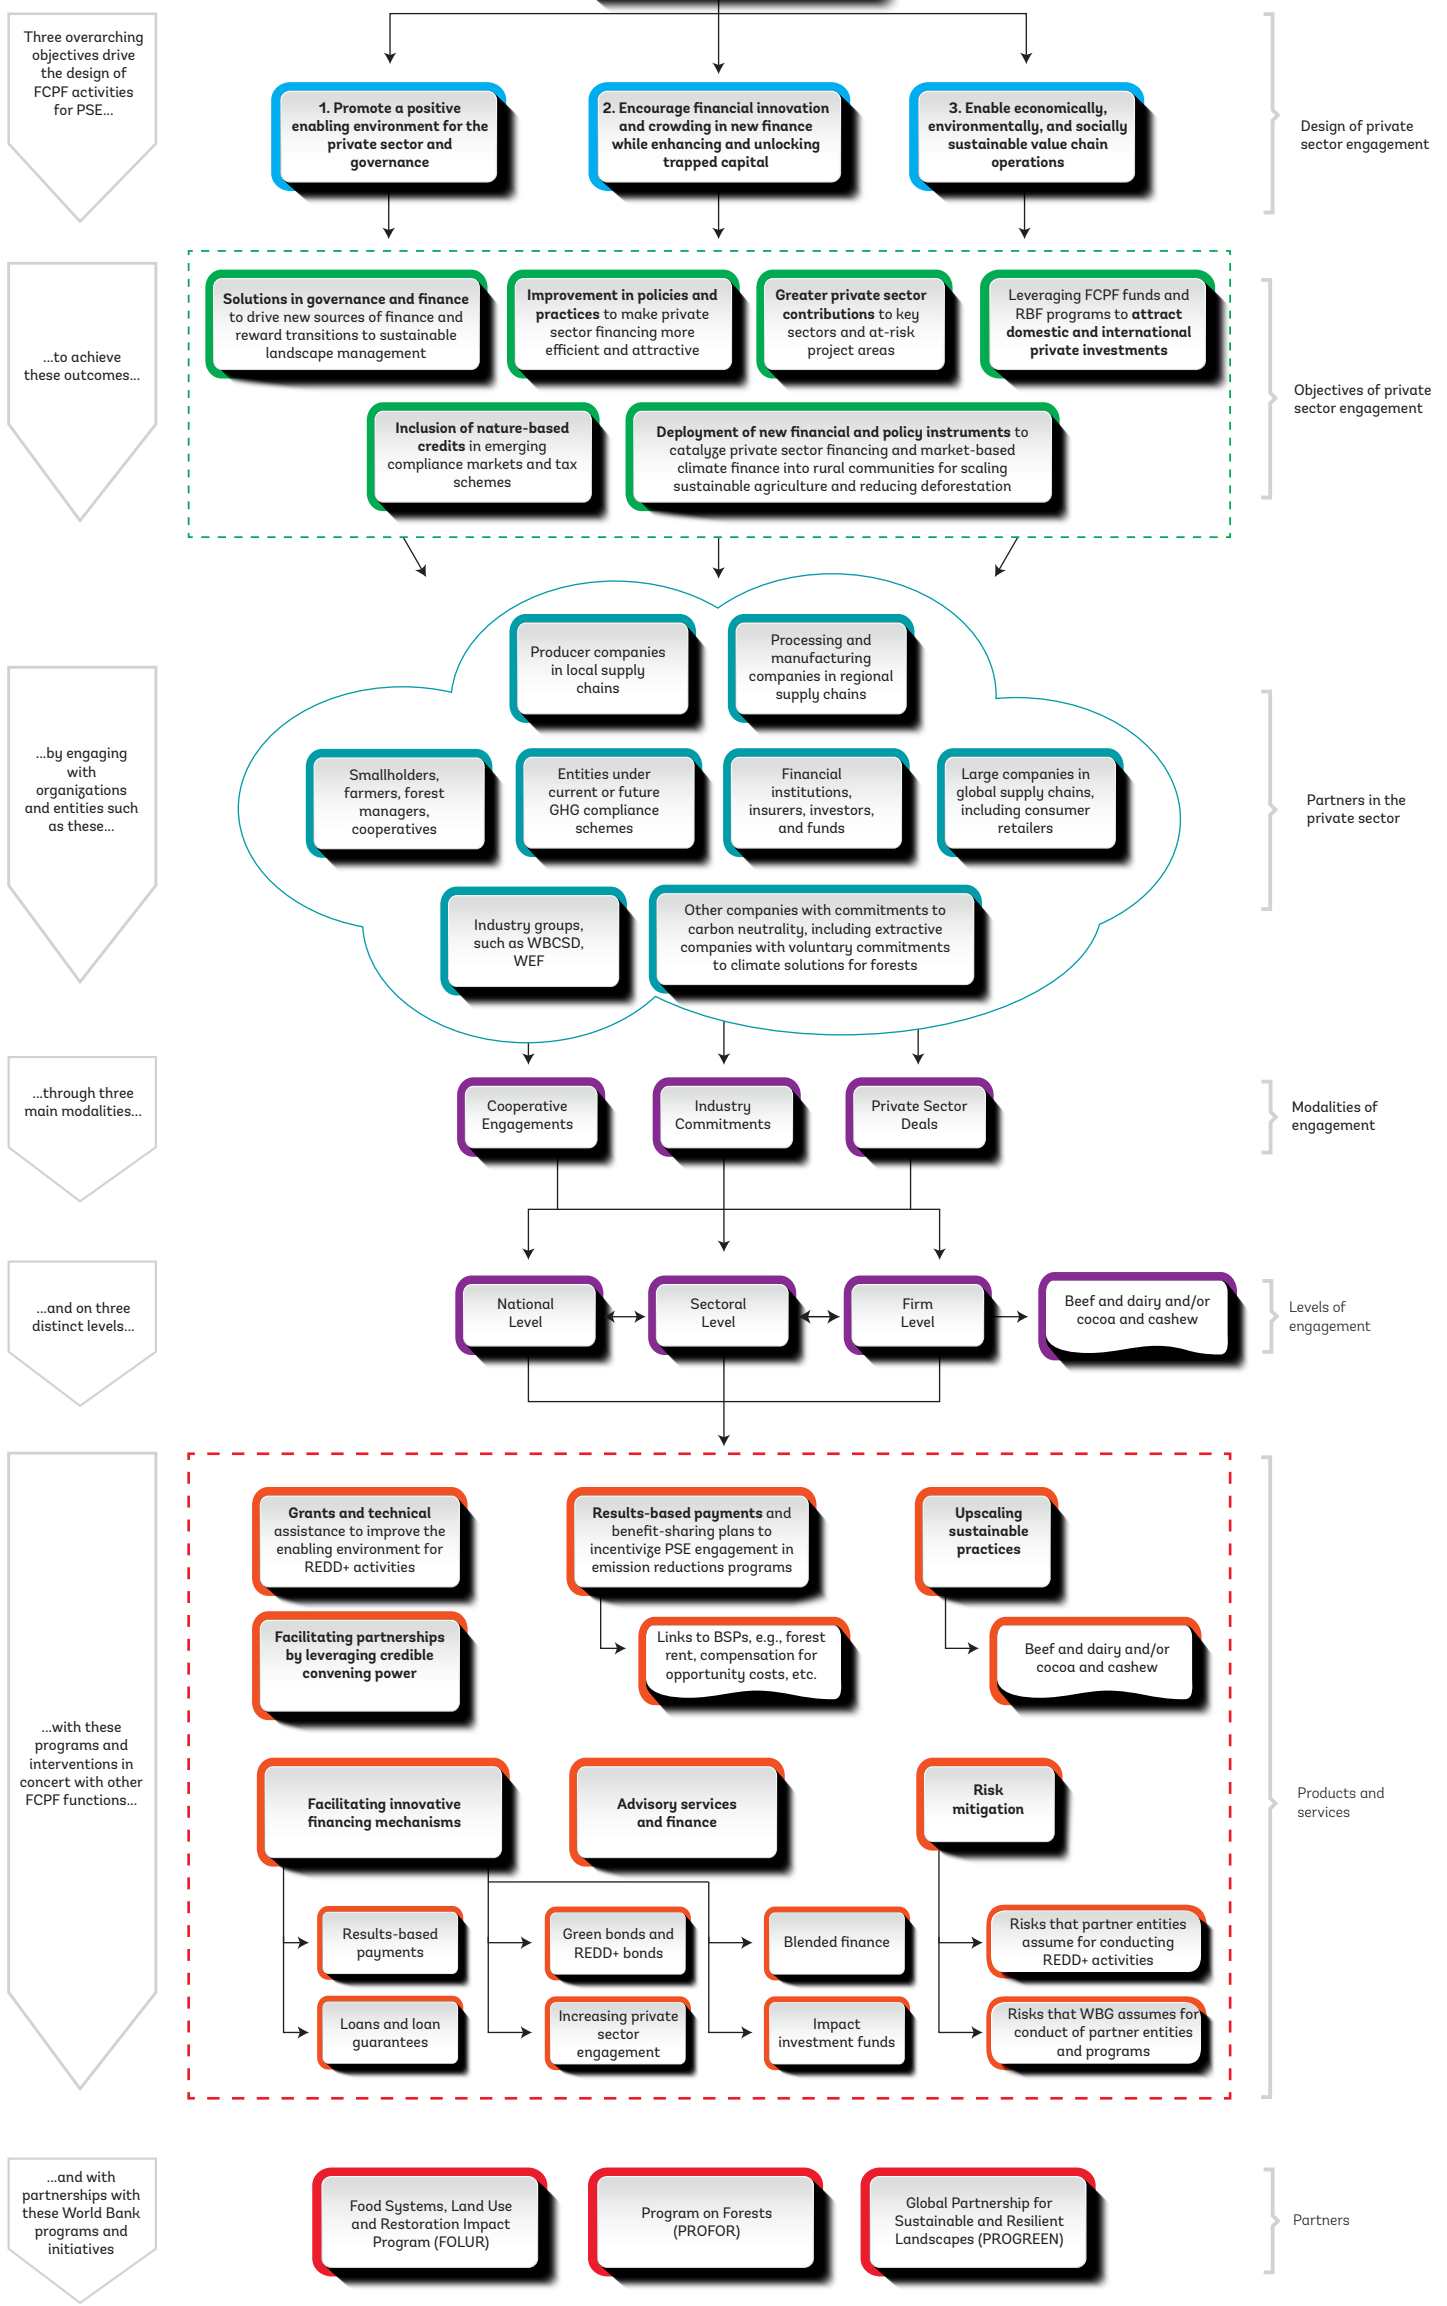 Three overarching
objectives drive
the design of
FCPF activities
for PSE...
1. Promote a positive
enabling environment for the
private sector and
governance
2. Encourage financial innovation
and crowding in new finance
while enhancing and unlocking
trapped capital
3. Enable economically,
environmentally, and socially
sustainable value chain
operations
Design of private
sector engagement
...to achieve
these outcomes...
Solutions in governance and finance
to drive new sources of finance and
reward transitions to sustainable
landscape management
Improvement in policies and
practices to make private
sector financing more
efficient and attractive
Greater private sector
contributions to key
sectors and at-risk
project areas
Leveraging FCPF funds and
RBF programs to attract
domestic and international
private investments
Inclusion of nature-based
credits in emerging
compliance markets and tax
schemes
Deployment of new financial and policy instruments to
catalyze private sector financing and market-based
climate finance into rural communities for scaling
sustainable agriculture and reducing deforestation
Objectives of private
sector engagement
...by engaging
with
organizations
and entities such
as these...
Producer companies
in local supply
chains
Processing and
manufacturing
companies in regional
supply chains
Smallholders,
farmers, forest
managers,
cooperatives
Entities under
current or future
GHG compliance
schemes
Financial
institutions,
insurers, investors,
and funds
Large companies in
global supply chains,
including consumer
retailers
Industry groups,
such as WBCSD,
WEF
Other companies with commitments to
carbon neutrality, including extractive
companies with voluntary commitments
to climate solutions for forests
Partners in the
private sector
...through three
main modalities...
Cooperative
Engagements
Industry
Commitments
Private Sector
Deals
Modalities of
engagement
...and on three
distinct levels...
National
Level
Sectoral
Level
Firm
Level
Beef and dairy and/or
cocoa and cashew
Levels of
engagement
...with these
programs and
interventions in
concert with other
FCPF functions...
Grants and technical
assistance to improve the
enabling environment for
REDD+ activities
Results-based payments and
benefit-sharing plans to
incentivize PSE engagement in
emission reductions programs
Upscaling
sustainable
practices
Facilitating partnerships
by leveraging credible
convening power
Links to BSPs, e.g., forest
rent, compensation for
opportunity costs, etc.
Beef and dairy and/or
cocoa and cashew
Facilitating innovative
financing mechanisms
Advisory services
and finance
Risk
mitigation
Results-based
payments
Green bonds and
REDD+ bonds
Blended finance
Risks that partner entities
assume for conducting
REDD+ activities
Loans and loan
guarantees
Increasing private
sector
engagement
Impact
investment funds
Risks that WBG assumes for
conduct of partner entities
and programs
Products and
services
...and with
partnerships with
these World Bank
programs and
initiatives
Food Systems, Land Use
and Restoration Impact
Program (FOLUR)
Program on Forests
(PROFOR)
Global Partnership for
Sustainable and Resilient
Landscapes (PROGREEN)
Partners